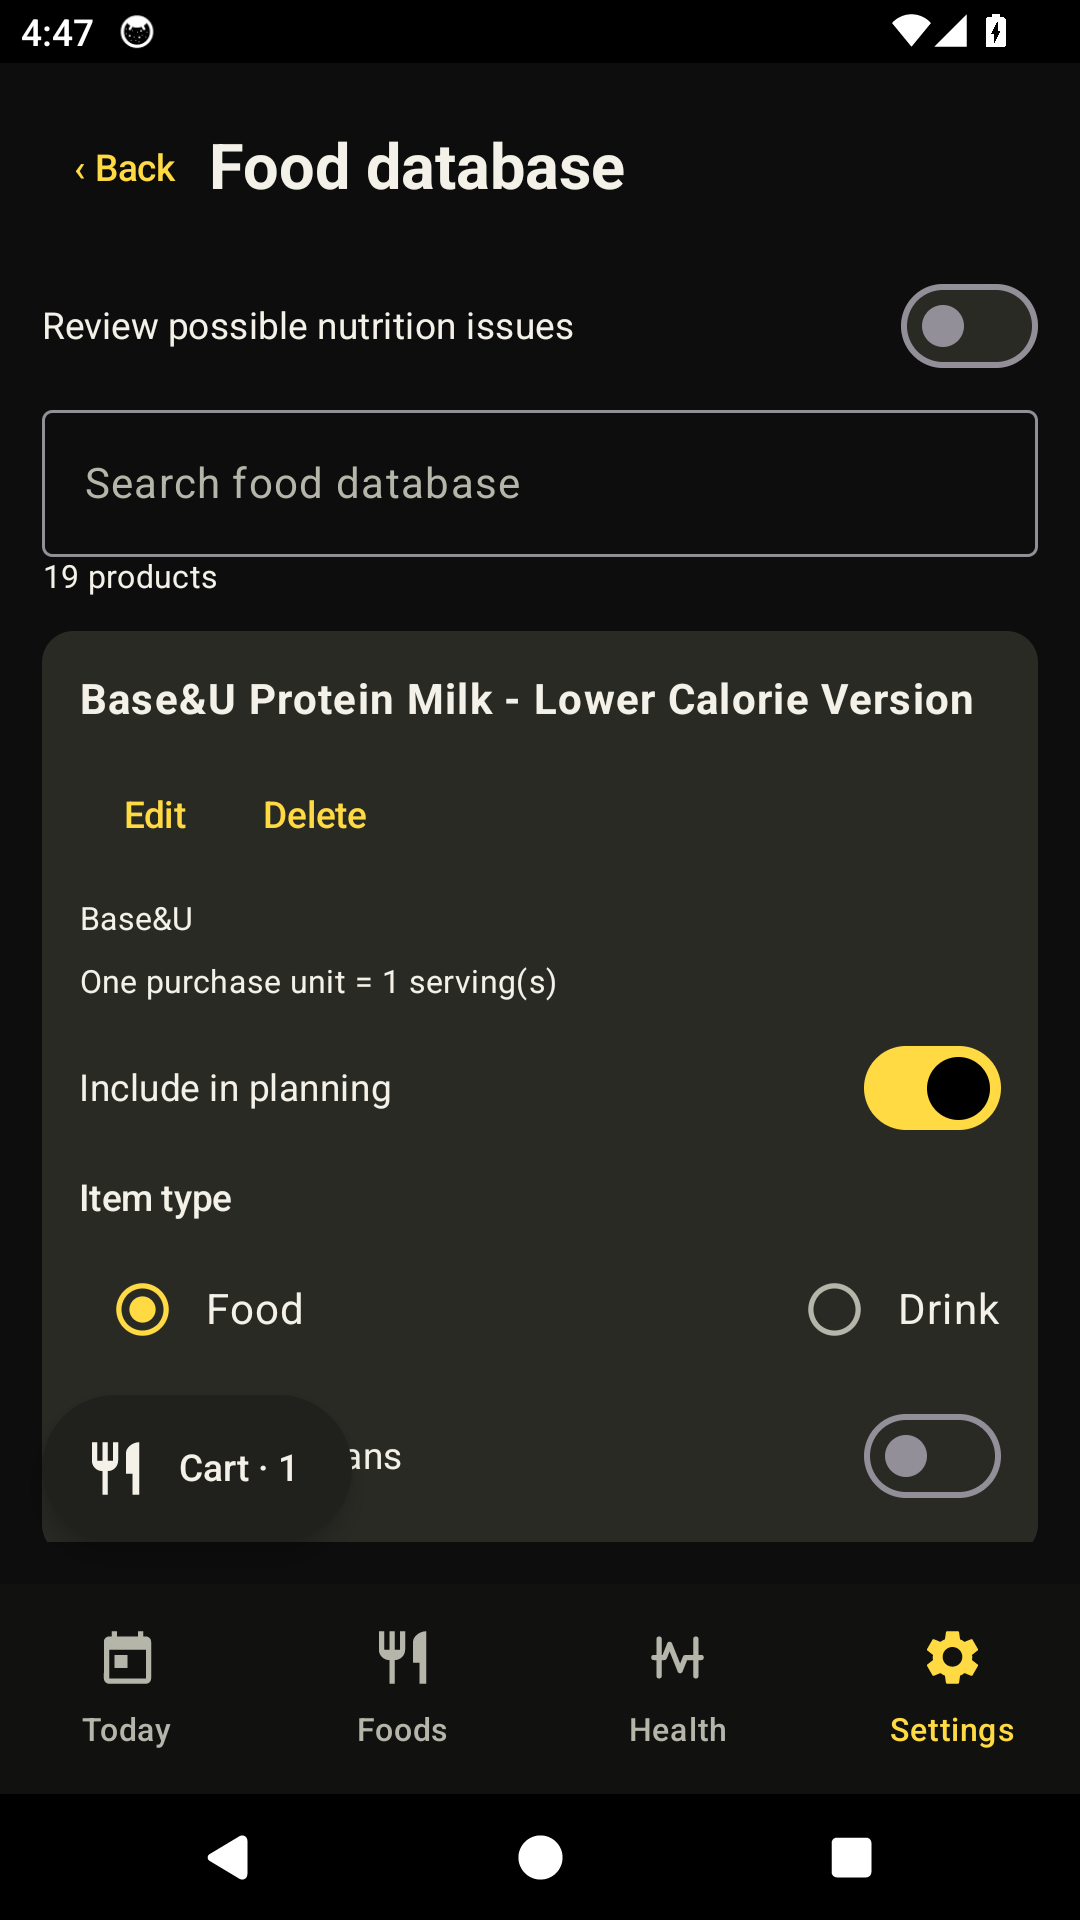 4:47
‹ Back Food database
Review possible nutrition issues
Search food database
19 products
Base&U Protein Milk - Lower Calorie Version
Edit Delete
Base&U
One purchase unit = 1 serving(s)
Include in planning
Item type
Food Drink
Cart · 1
Today Foods Health Settings